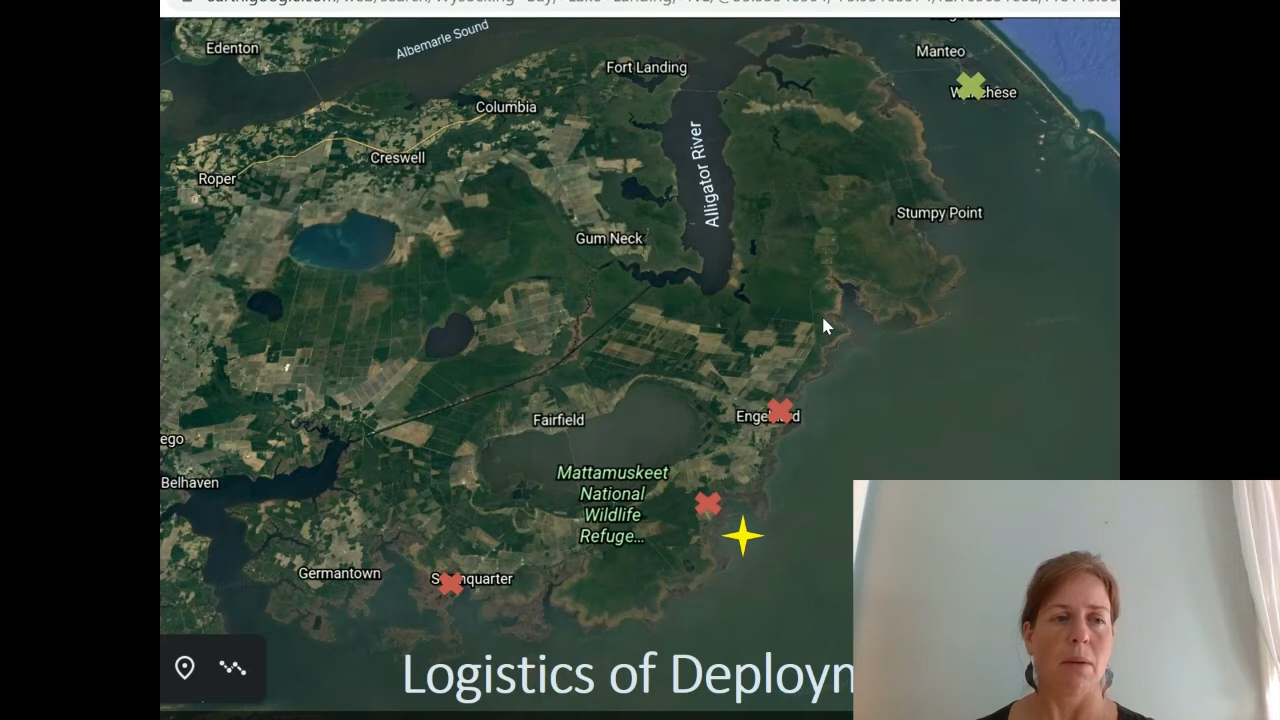 Edenton
Albemarle Sound
Manteo
Fort Landing
Columbia
Creswell
Roper
Alligator River
Stumpy Point
Gum Neck
Fairfield
ego
Belhaven
Mattamuskeet
National
Wildlife
Refuge...
Germantown
Logistics of Deploym